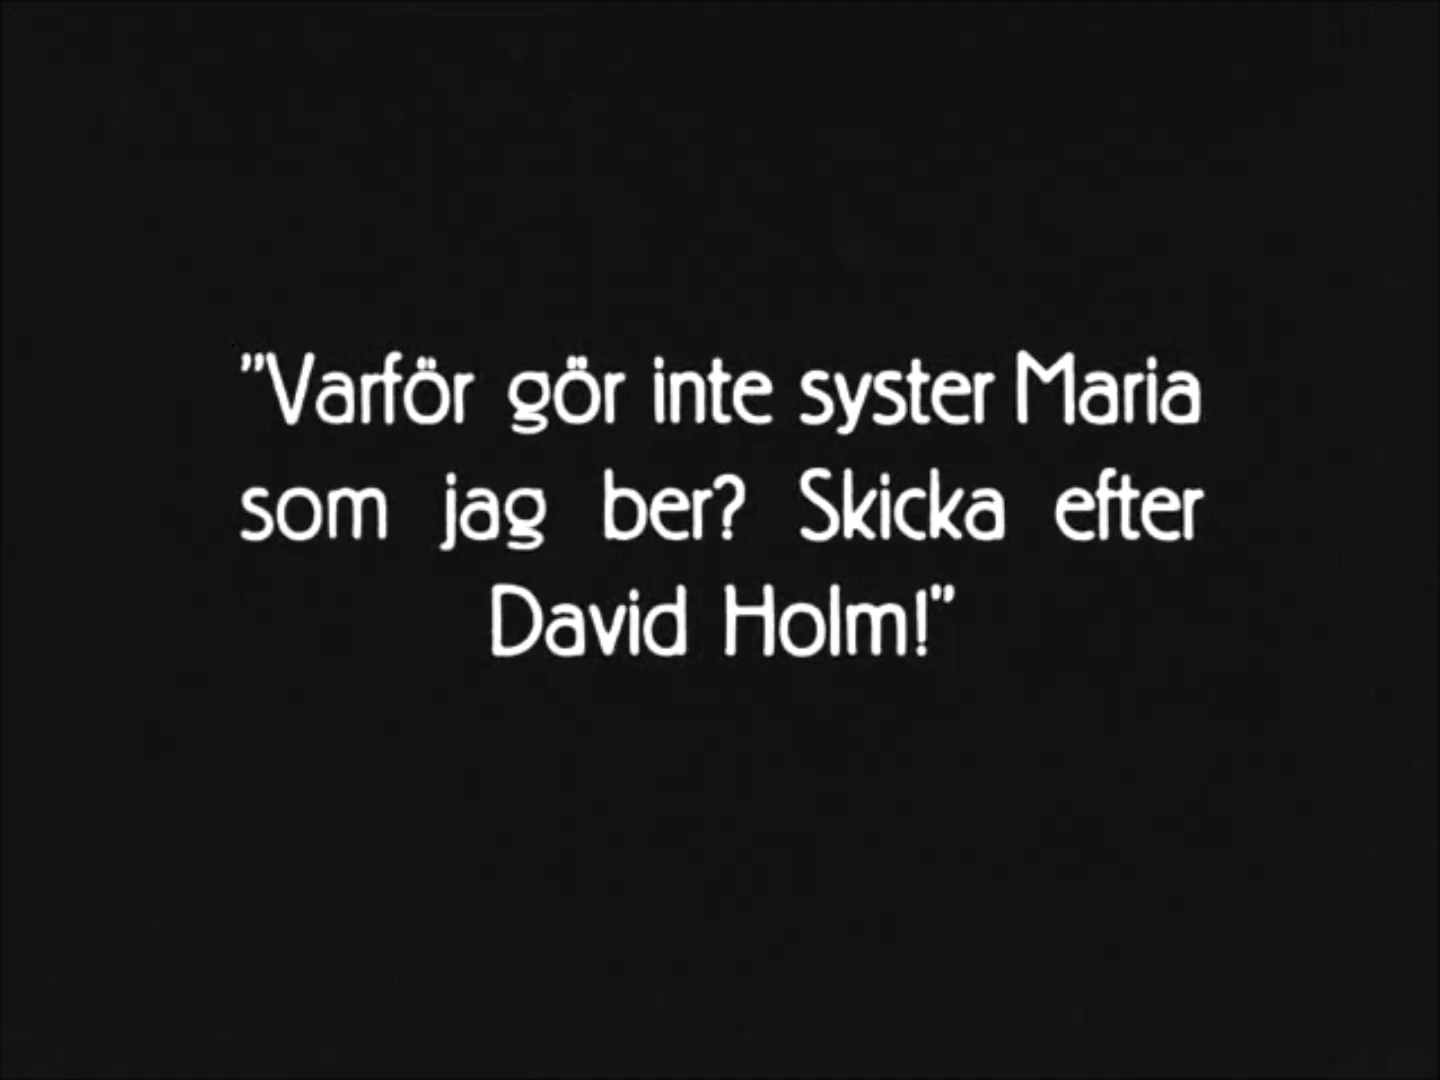 ”Varför gör inte syster Maria
som jag ber? Skicka efter
David Holm!”